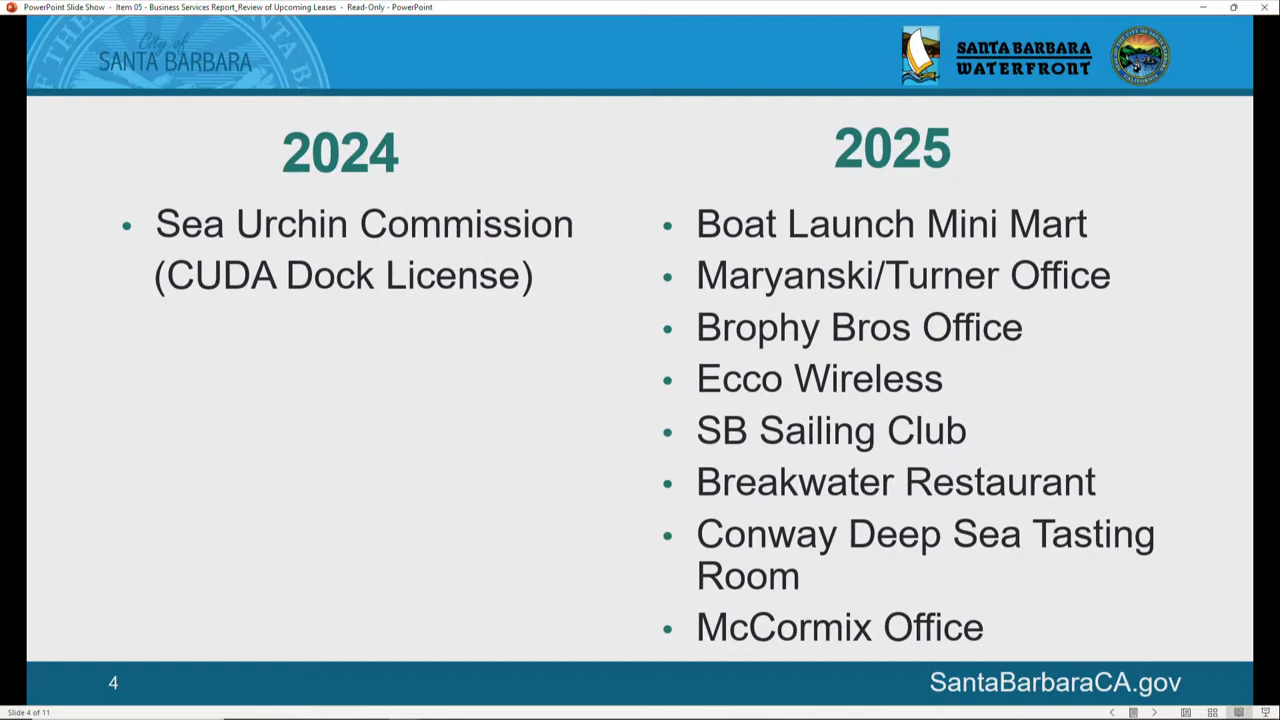 PowerPoint Slide Show - Item 05 - Business Services Report_Review of Upcoming Leases - Read-Only - PowerPoint
City of
SANTA BARBARA
SANTA BARBARA
WATERFRONT
2024
• Sea Urchin Commission
(CUDA Dock License)
2025
• Boat Launch Mini Mart
• Maryanski/Turner Office
• Brophy Bros Office
• Ecco Wireless
• SB Sailing Club
• Breakwater Restaurant
• Conway Deep Sea Tasting
Room
• McCormix Office
4
SantaBarbaraCA.gov
Slide 4 of 11